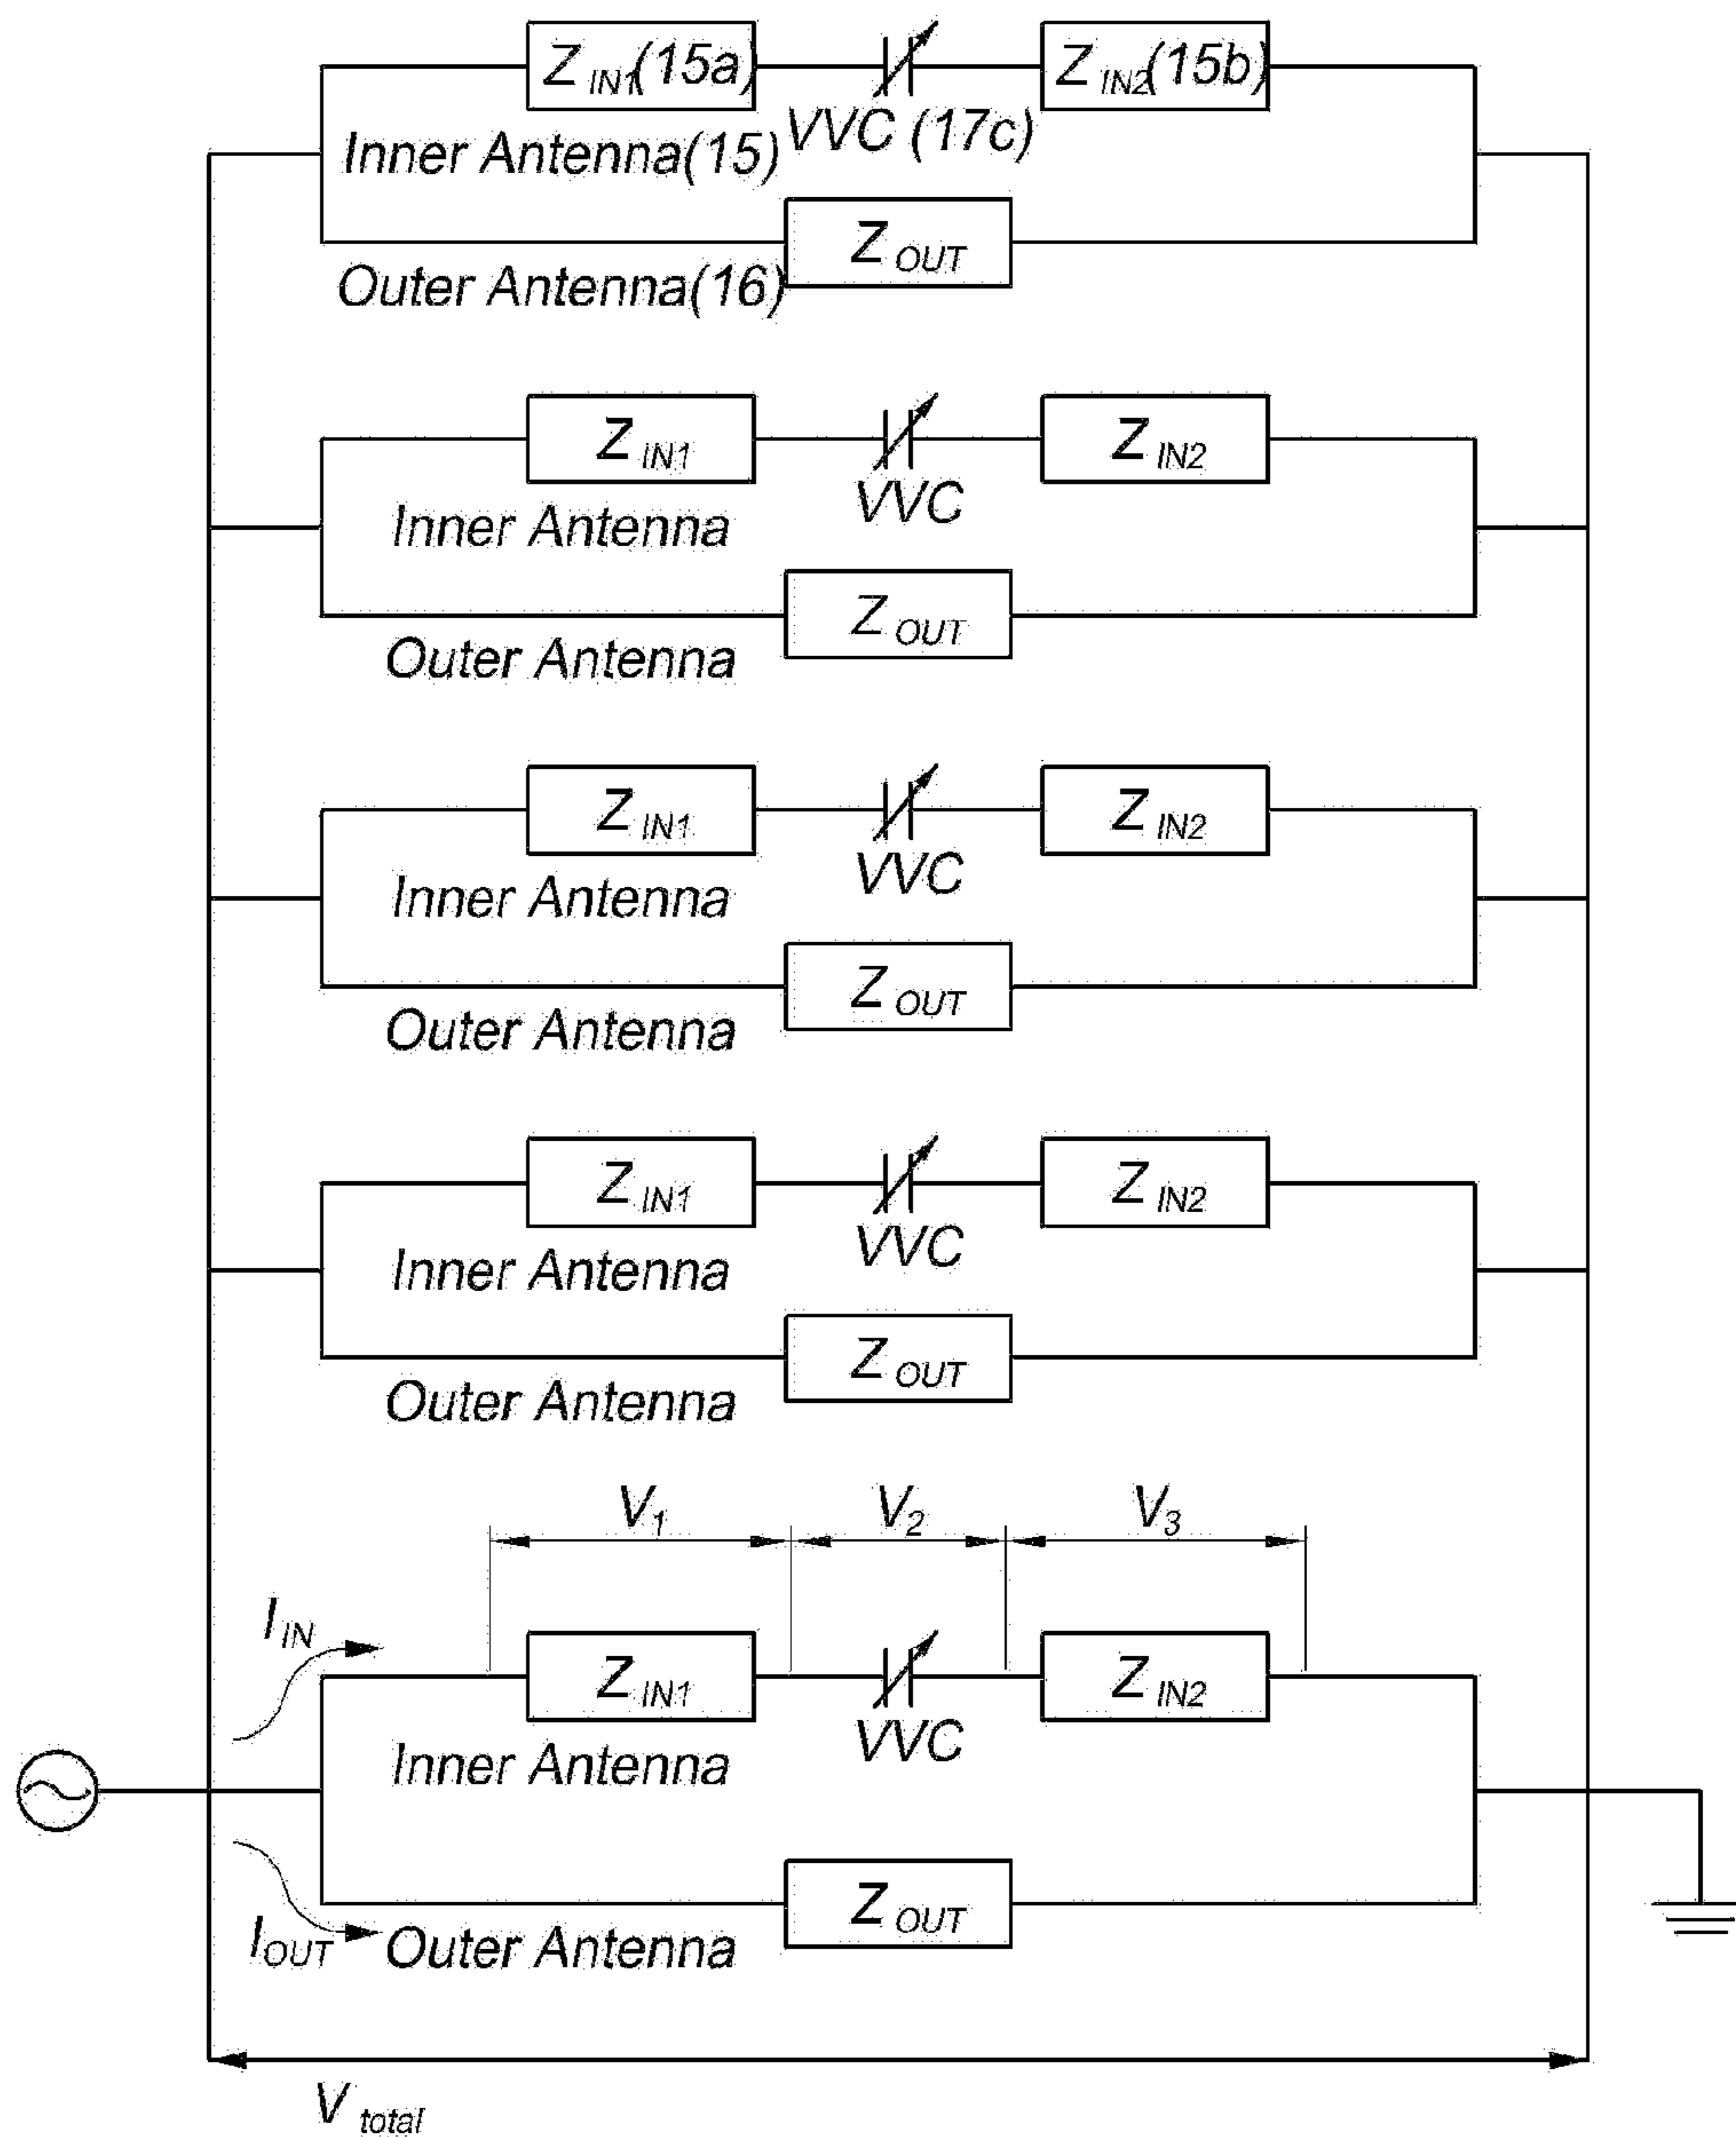 Z IN1(15a)
Z IN2(15b)
VVC (17c)
Inner Antenna(15)
Z OUT
Outer Antenna(16)
Z IN1
Z IN2
VVC
Inner Antenna
Z OUT
Outer Antenna
Z IN1
Z IN2
VVC
Inner Antenna
Z OUT
Outer Antenna
Z IN1
Z IN2
VVC
Inner Antenna
Z OUT
Outer Antenna
V1
V2
V3
IIN
Z IN1
Z IN2
VVC
Inner Antenna
Z OUT
IOUT
Outer Antenna
V total